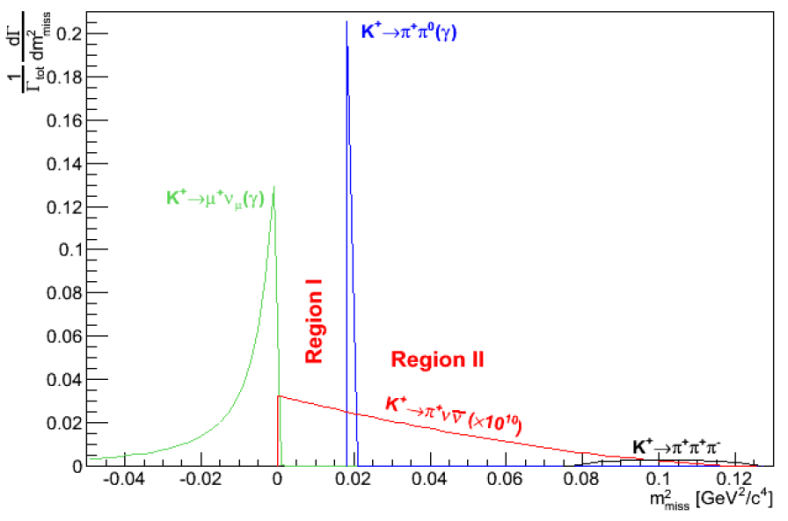 1 dΓ
Γtot dm²miss
0.2
0.18
0.16
0.14
0.12
0.1
0.08
0.06
0.04
0.02
0
K⁺→π⁺π⁰(γ)
K⁺→μ⁺νμ(γ)
Region I
Region II
K⁺→π⁺νν̅ (×10¹⁰)
K⁺→π⁺π⁺π⁻
-0.04 -0.02 0 0.02 0.04 0.06 0.08 0.1 0.12
m²miss [GeV²/c⁴]